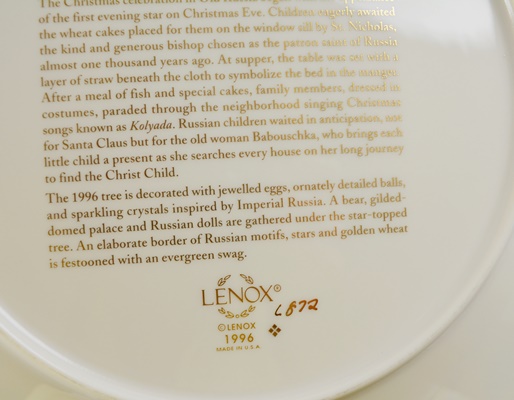 The Christmas celebration in Old Russia
of the first evening star on Christmas Eve. Children eagerly awaited
the wheat cakes placed for them on the window sill by St. Nicholas,
the kind and generous bishop chosen as the patron saint of Russia
almost one thousand years ago. At supper, the table was set with a
layer of straw beneath the cloth to symbolize the bed in the manger.
After a meal of fish and special cakes, family members, dressed in
costumes, paraded through the neighborhood singing Christmas
songs known as Kolyada. Russian children waited in anticipation, not
for Santa Claus but for the old woman Babouschka, who brings each
little child a present as she searches every house on her long journey
to find the Christ Child.
The 1996 tree is decorated with jewelled eggs, ornately detailed balls,
and sparkling crystals inspired by Imperial Russia. A bear, gilded-
domed palace and Russian dolls are gathered under the star-topped
tree. An elaborate border of Russian motifs, stars and golden wheat
is festooned with an evergreen swag.
LENOX® L872
©LENOX
1996
MADE IN U.S.A.